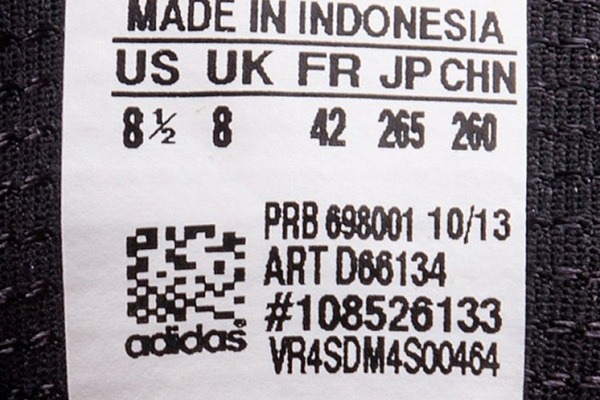 MADE IN INDONESIA
US UK FR JP CHN
8½ 8 42 265 260
PRB 698001 10/13
ART D66134
#108526133
adidas®
VR4SDM4S00464